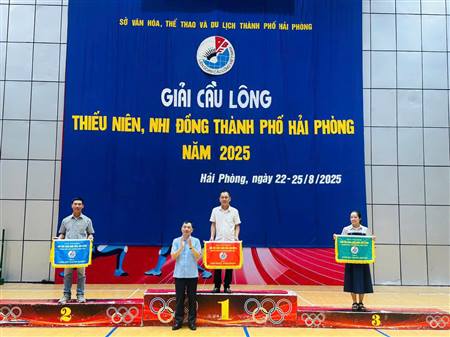 SỞ VĂN HÓA, THỂ THAO VÀ DU LỊCH THÀNH PHỐ HẢI PHÒNG
GIẢI CẦU LÔNG
THIẾU NIÊN, NHI ĐỒNG THÀNH PHỐ HẢI PHÒNG
NĂM 2025
Hải Phòng, ngày 22-25/8/2025
2
1
3